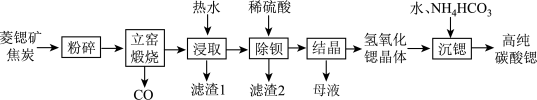 热水 稀硫酸 水、NH4HCO3
菱锶矿
焦炭 粉碎 立窑
煅烧 浸取 除钡 结晶 氢氧化
锶晶体 沉锶 高纯
碳酸锶
CO 滤渣1 滤渣2 母液